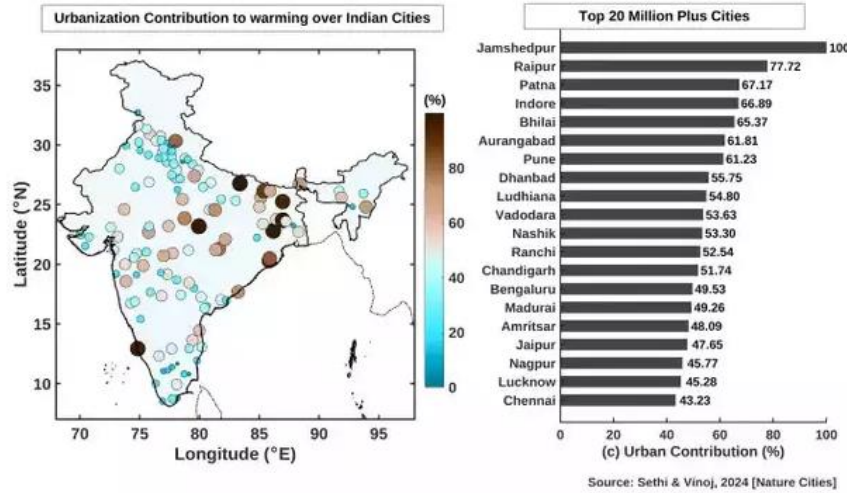 Urbanization Contribution to warming over Indian Cities
Top 20 Million Plus Cities
35
30
25
20
15
10
Latitude (°N)
70
75
80
85
90
95
Longitude (°E)
(%)
80
60
40
20
0
Jamshedpur 100
Raipur 77.72
Patna 67.17
Indore 66.89
Bhilai 65.37
Aurangabad 61.81
Pune 61.23
Dhanbad 55.75
Ludhiana 54.80
Vadodara 53.63
Nashik 53.30
Ranchi 52.54
Chandigarh 51.74
Bengaluru 49.53
Madurai 49.26
Amritsar 48.09
Jaipur 47.65
Nagpur 45.77
Lucknow 45.28
Chennai 43.23
0 20 40 60 80 100
(c) Urban Contribution (%)
Source: Sethi & Vinoj, 2024 [Nature Cities]